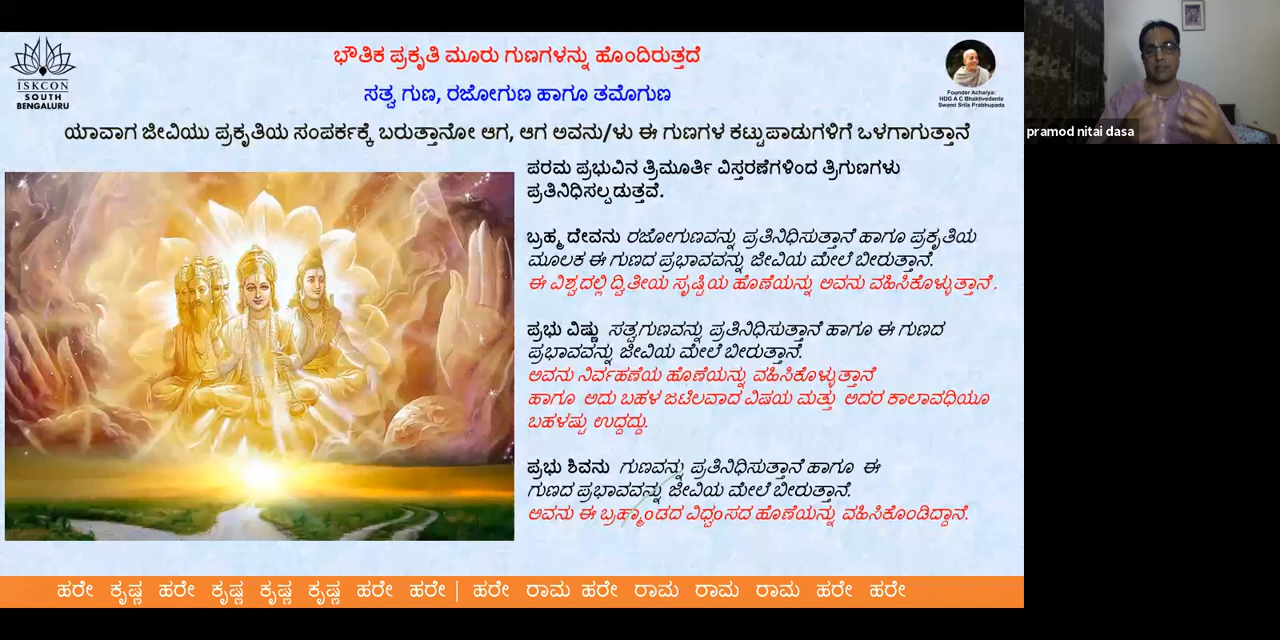 ಭೌತಿಕ ಪ್ರಕೃತಿ ಮೂರು ಗುಣಗಳನ್ನು ಹೊಂದಿರುತ್ತದೆ
ಸತ್ವ ಗುಣ, ರಜೋಗುಣ ಹಾಗೂ ತಮೊಗುಣ
ISKCON
SOUTH
BENGALURU
Founder Acharya:
HDG A C Bhaktivedanta
Swami Srila Prabhupada
ಯಾವಾಗ ಜೀವಿಯು ಪ್ರಕೃತಿಯ ಸಂಪರ್ಕಕ್ಕೆ ಬರುತ್ತಾನೋ ಆಗ, ಆಗ ಅವನು/ಳು ಈ ಗುಣಗಳ ಕಟ್ಟುಪಾಡುಗಳಿಗೆ ಒಳಗಾಗುತ್ತಾನೆ
pramod nitai dasa
ಪರಮ ಪ್ರಭುವಿನ ತ್ರಿಮೂರ್ತಿ ವಿಸ್ತರಣೆಗಳಿಂದ ತ್ರಿಗುಣಗಳು
ಪ್ರತಿನಿಧಿಸಲ್ಪಡುತ್ತವೆ.
ಬ್ರಹ್ಮ ದೇವನು ರಜೋಗುಣವನ್ನು ಪ್ರತಿನಿಧಿಸುತ್ತಾನೆ ಹಾಗೂ ಪ್ರಕೃತಿಯ
ಮೂಲಕ ಈ ಗುಣದ ಪ್ರಭಾವವನ್ನು ಜೀವಿಯ ಮೇಲೆ ಬೀರುತ್ತಾನೆ.
ಈ ವಿಶ್ವದಲ್ಲಿ ದ್ವಿತೀಯ ಸೃಷ್ಟಿಯ ಹೊಣೆಯನ್ನು ಅವನು ವಹಿಸಿಕೊಳ್ಳುತ್ತಾನೆ .
ಪ್ರಭು ವಿಷ್ಣು ಸತ್ವಗುಣವನ್ನು ಪ್ರತಿನಿಧಿಸುತ್ತಾನೆ ಹಾಗೂ ಈ ಗುಣದ
ಪ್ರಭಾವವನ್ನು ಜೀವಿಯ ಮೇಲೆ ಬೀರುತ್ತಾನೆ.
ಅವನು ನಿರ್ವಹಣೆಯ ಹೊಣೆಯನ್ನು ವಹಿಸಿಕೊಳ್ಳುತ್ತಾನೆ
ಹಾಗೂ ಅದು ಬಹಳ ಜಟಿಲವಾದ ವಿಷಯ ಮತ್ತು ಅದರ ಕಾಲಾವಧಿಯೂ
ಬಹಳಷ್ಟು ಉದ್ದದ್ದು.
ಪ್ರಭು ಶಿವನು ಗುಣವನ್ನು ಪ್ರತಿನಿಧಿಸುತ್ತಾನೆ ಹಾಗೂ ಈ
ಗುಣದ ಪ್ರಭಾವವನ್ನು ಜೀವಿಯ ಮೇಲೆ ಬೀರುತ್ತಾನೆ.
ಅವನು ಈ ಬ್ರಹ್ಮಾಂಡದ ವಿಧ್ವಂಸದ ಹೊಣೆಯನ್ನು ವಹಿಸಿಕೊಂಡಿದ್ದಾನೆ.
ಹರೇ ಕೃಷ್ಣ ಹರೇ ಕೃಷ್ಣ ಕೃಷ್ಣ ಕೃಷ್ಣ ಹರೇ ಹರೇ | ಹರೇ ರಾಮ ಹರೇ ರಾಮ ರಾಮ ರಾಮ ಹರೇ ಹರೇ